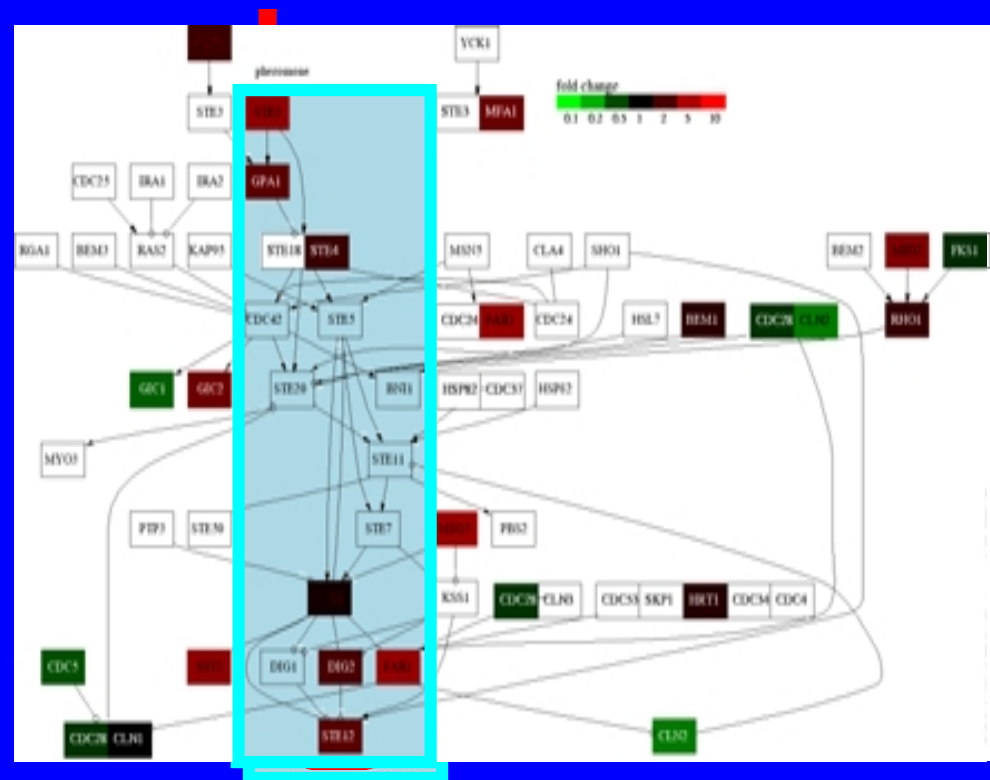 YCK1
pheromone
fold change
STE3
STE3 MFA1
0.1 0.2 0.5 1 2 5 10
CDC25 IRA1 IRA2 GPA1
RGA1 BEM3 RAS2 KAP95 STE18 STE4 MSN5 CLA4 SHO1 BEM2 FKS1
CDC42 STE5 CDC24 FAR1 CDC24 HSL7 BEM1 CDC28 CLN2 RHO1
GIC1 GIC2 STE20 BNI1 HSP82 CDC37 HSP82
MYO3 STE11
PTP3 STE50 STE7 PBS2
KSS1 CDC28 CLN3 CDC53 SKP1 HRT1 CDC34 CDC4
CDC5 DIG1 DIG2 FAR1
CDC28 CLN1 STE12 CLN2